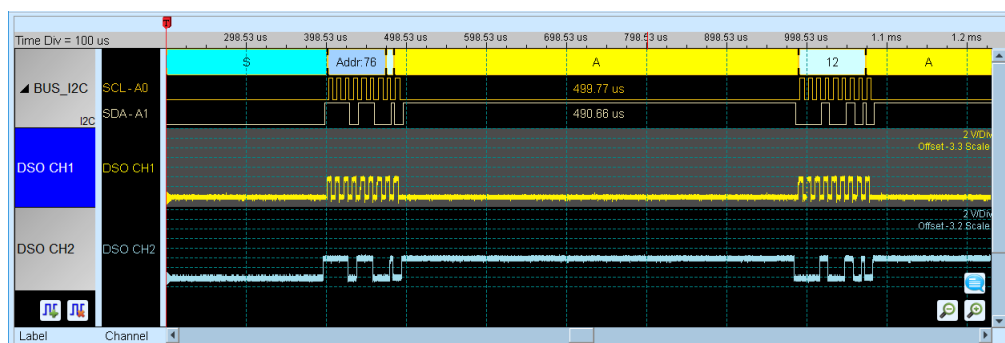 Time Div = 100 us
298.53 us 398.53 us 498.53 us 598.53 us 698.53 us 798.53 us 898.53 us 998.53 us 1.1 ms 1.2 ms
S Addr:76 A 12 A
BUS_I2C SCL-A0 499.77 us
I2C SDA-A1 490.66 us
2 V/Div
Offset-3.3 Scale
DSO CH1 DSO CH1
2 V/Div
Offset-3.2 Scale
DSO CH2 DSO CH2
Label Channel